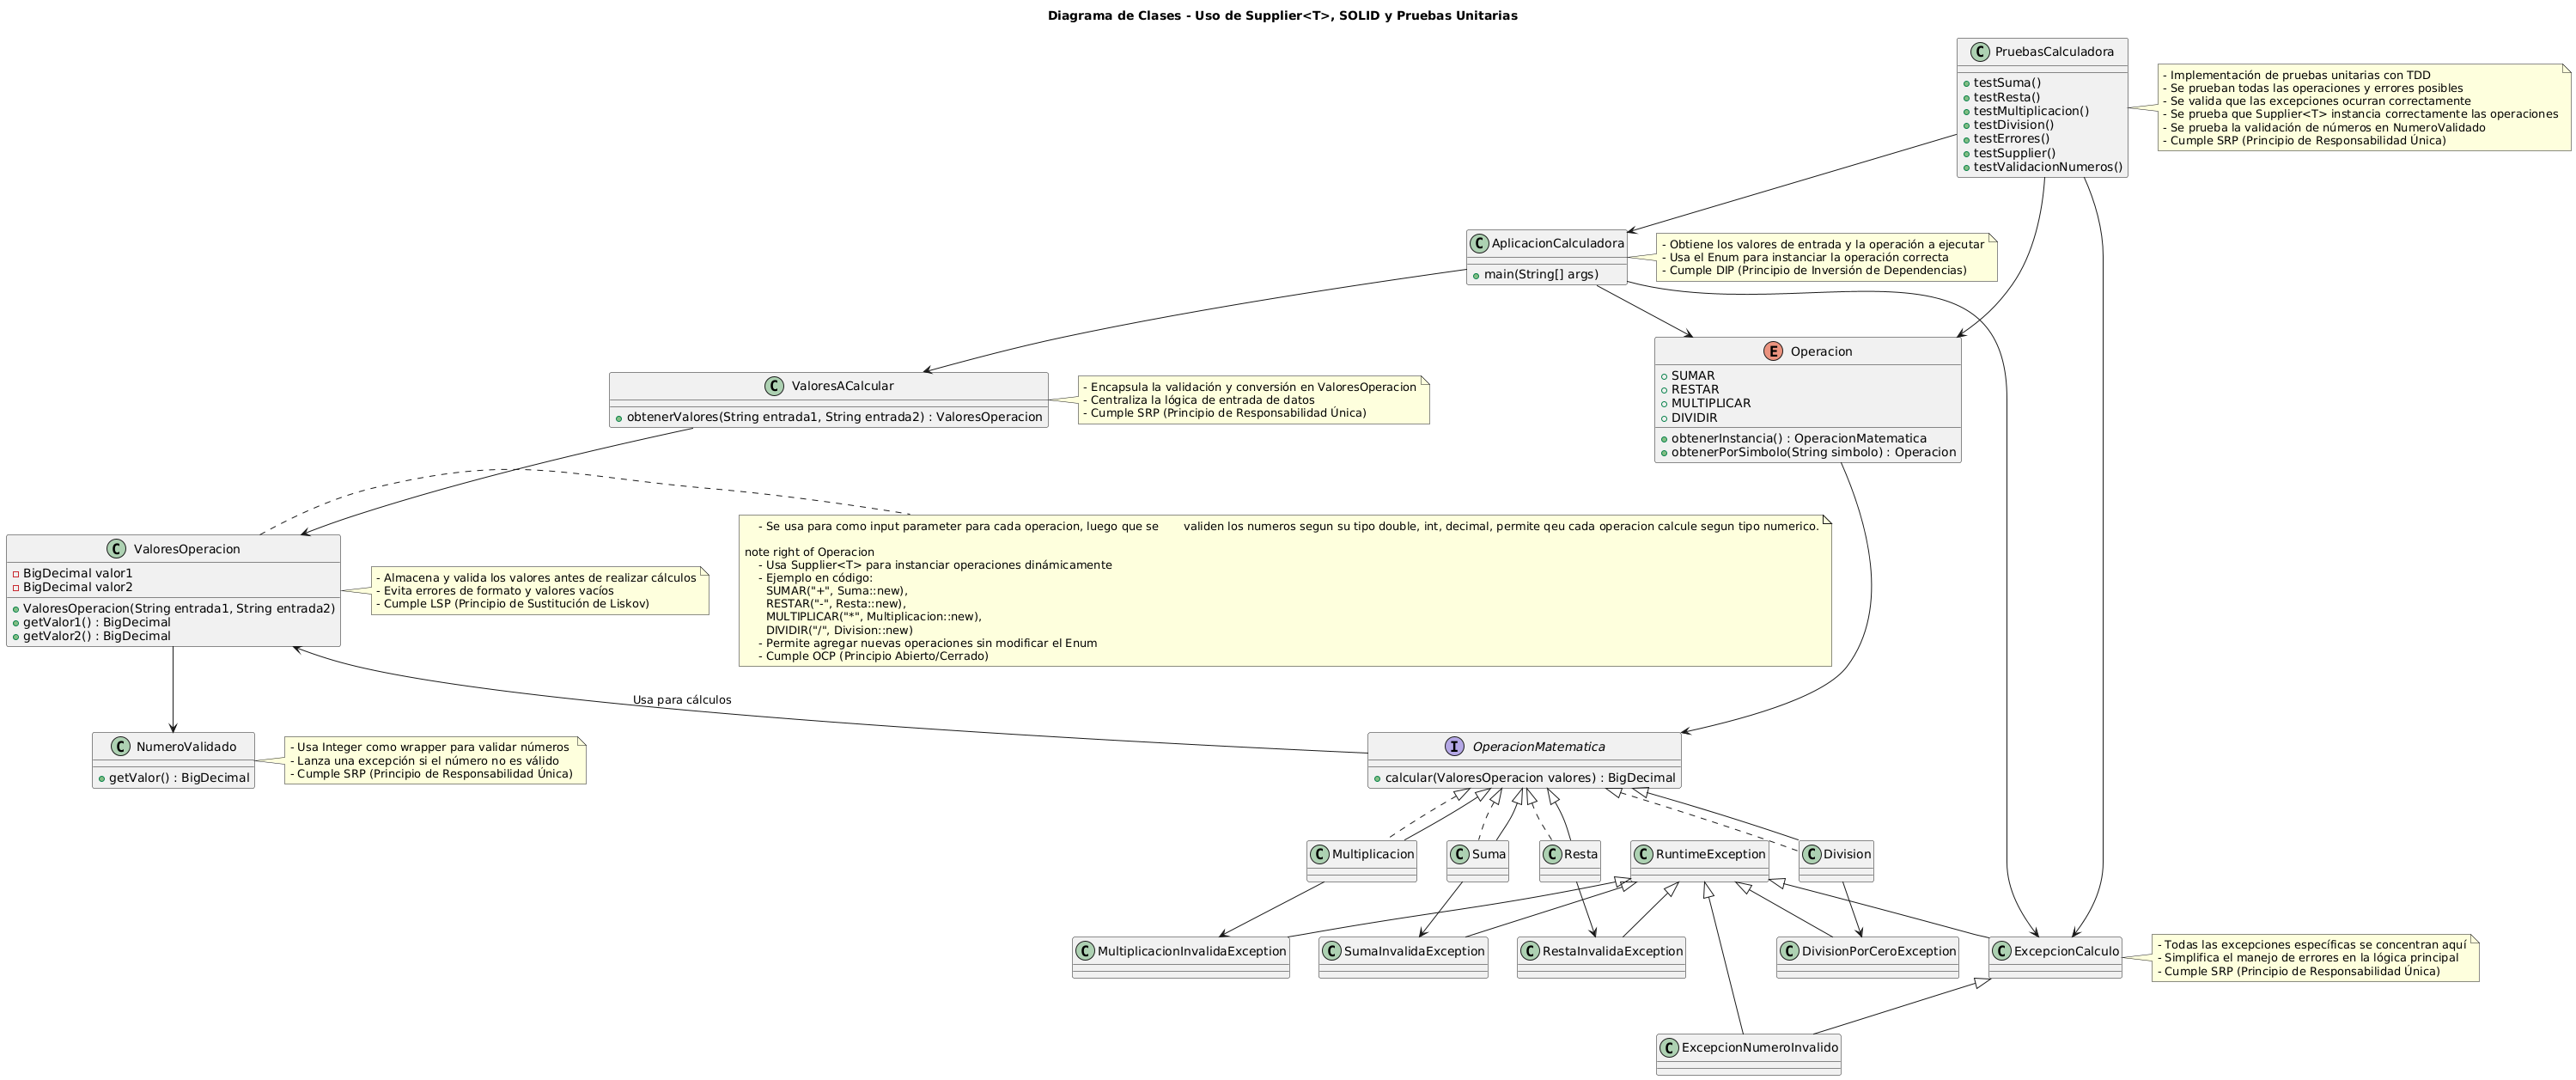 Diagrama de Clases - Uso de Supplier<T>, SOLID y Pruebas Unitarias
C PruebasCalculadora
testSuma()
testResta()
testMultiplicacion()
testDivision()
testErrores()
testSupplier()
testValidacionNumeros()
- Implementación de pruebas unitarias con TDD
- Se prueban todas las operaciones y errores posibles
- Se valida que las excepciones ocurran correctamente
- Se prueba que Supplier<T> instancia correctamente las operaciones
- Se prueba la validación de números en NumeroValidado
- Cumple SRP (Principio de Responsabilidad Única)
C AplicacionCalculadora
main(String[] args)
- Obtiene los valores de entrada y la operación a ejecutar
- Usa el Enum para instanciar la operación correcta
- Cumple DIP (Principio de Inversión de Dependencias)
C ValoresACalcular
obtenerValores(String entrada1, String entrada2) : ValoresOperacion
- Encapsula la validación y conversión en ValoresOperacion
- Centraliza la lógica de entrada de datos
- Cumple SRP (Principio de Responsabilidad Única)
E Operacion
SUMAR
RESTAR
MULTIPLICAR
DIVIDIR
obtenerInstancia() : OperacionMatematica
obtenerPorSimbolo(String simbolo) : Operacion
C ValoresOperacion
BigDecimal valor1
BigDecimal valor2
ValoresOperacion(String entrada1, String entrada2)
getValor1() : BigDecimal
getValor2() : BigDecimal
- Almacena y valida los valores antes de realizar cálculos
- Evita errores de formato y valores vacíos
- Cumple LSP (Principio de Sustitución de Liskov)
- Se usa para como input parameter para cada operacion, luego que se validen los numeros segun su tipo double, int, decimal, permite qeu cada operacion calcule segun tipo numerico.
note right of Operacion
- Usa Supplier<T> para instanciar operaciones dinámicamente
- Ejemplo en código:
SUMAR("+", Suma::new),
RESTAR("-", Resta::new),
MULTIPLICAR("*", Multiplicacion::new),
DIVIDIR("/", Division::new)
- Permite agregar nuevas operaciones sin modificar el Enum
- Cumple OCP (Principio Abierto/Cerrado)
Usa para cálculos
C NumeroValidado
getValor() : BigDecimal
- Usa Integer como wrapper para validar números
- Lanza una excepción si el número no es válido
- Cumple SRP (Principio de Responsabilidad Única)
I OperacionMatematica
calcular(ValoresOperacion valores) : BigDecimal
C Multiplicacion
C Suma
C Resta
C RuntimeException
C Division
C MultiplicacionInvalidaException
C SumaInvalidaException
C RestaInvalidaException
C DivisionPorCeroException
C ExcepcionCalculo
- Todas las excepciones específicas se concentran aquí
- Simplifica el manejo de errores en la lógica principal
- Cumple SRP (Principio de Responsabilidad Única)
C ExcepcionNumeroInvalido